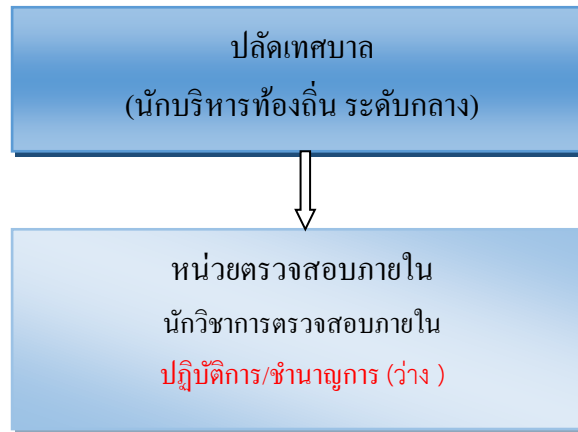 ปลัดเทศบาล
(นักบริหารท้องถิ่น ระดับกลาง)
หน่วยตรวจสอบภายใน
นักวิชาการตรวจสอบภายใน
ปฏิบัติการ/ชำนาญการ (ว่าง )